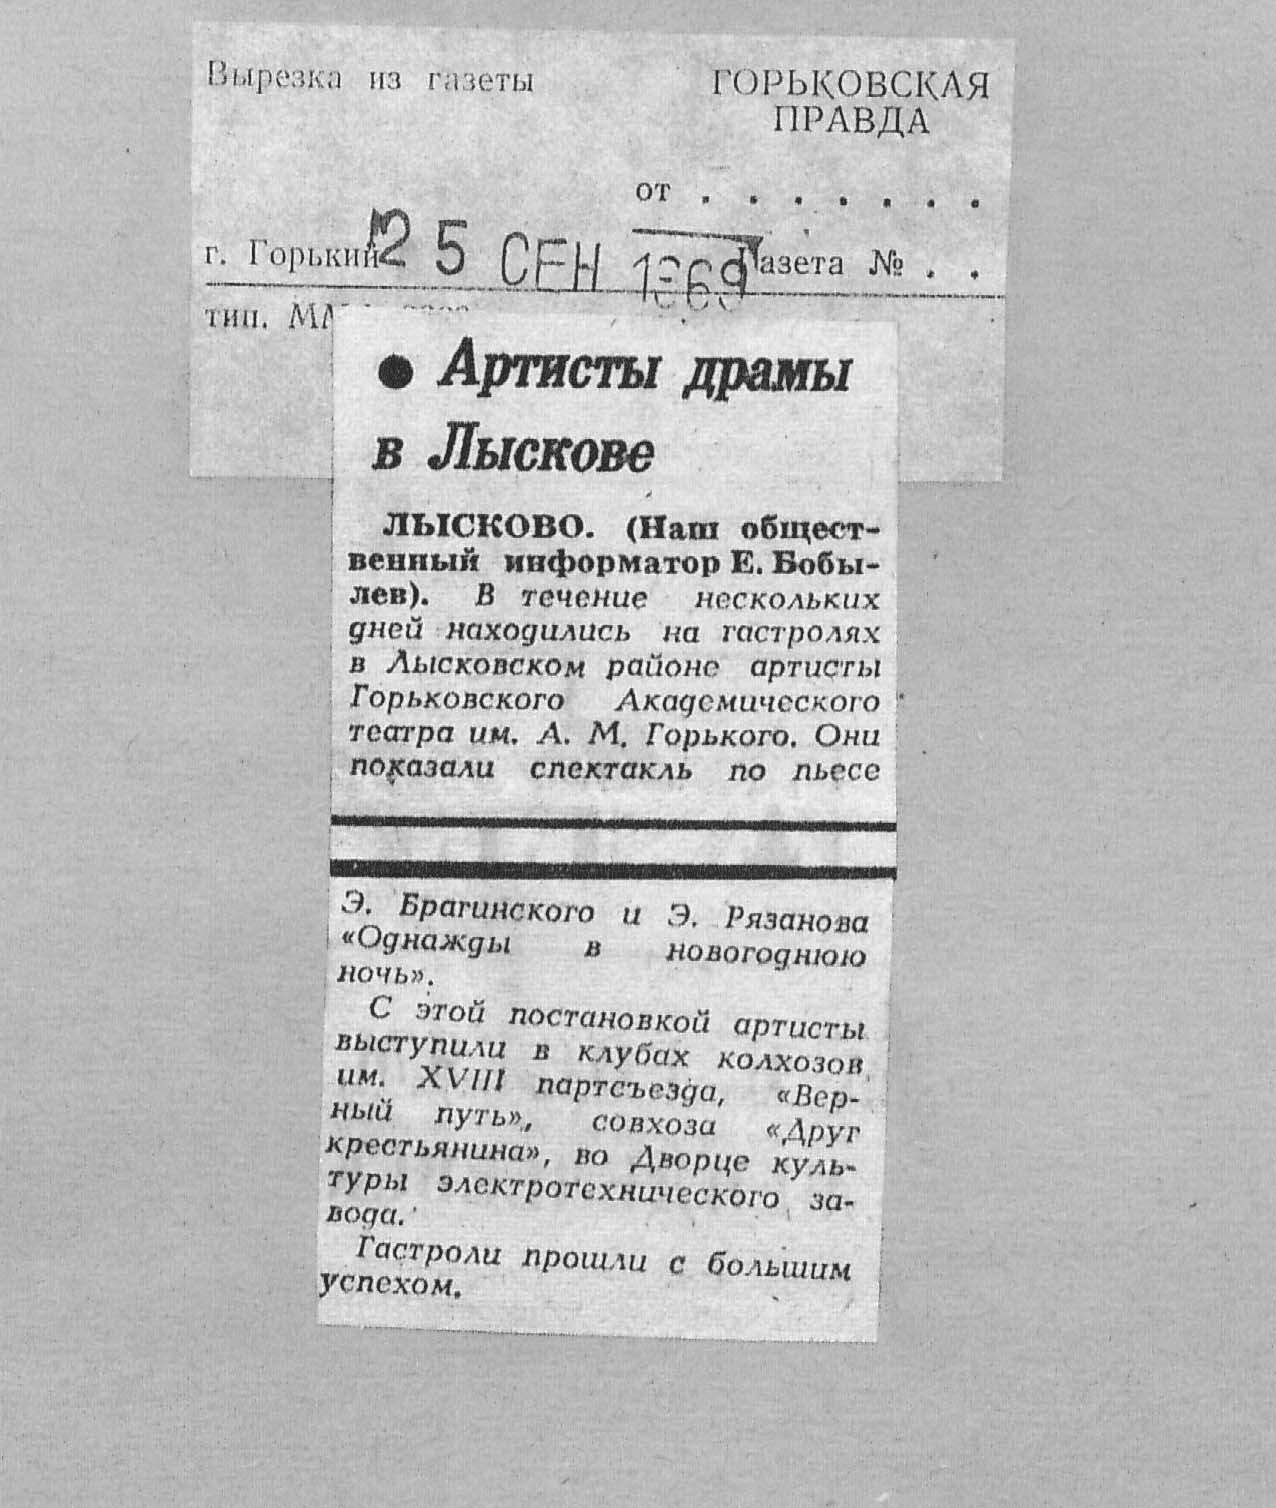 Вырезка из газеты
ГОРЬКОВСКАЯ
ПРАВДА
от . . . . . . .
г. Горький
25 СЕН 1969
Газета № . .
тип.
● Артисты драмы
в Лыскове
ЛЫСКОВО. (Наш общест-
венный информатор Е. Бобы-
лев). В течение нескольких
дней находились на гастролях
в Лысковском районе артисты
Горьковского Академического
театра им. А. М. Горького. Они
показали спектакль по пьесе
Э. Брагинского и Э. Рязанова
«Однажды в новогоднюю
ночь».
С этой постановкой артисты
выступили в клубах колхозов
им. XVIII партсъезда, «Вер-
ный путь», совхоза «Друг
крестьянина», во Дворце куль-
туры электротехнического за-
вода.
Гастроли прошли с большим
успехом.